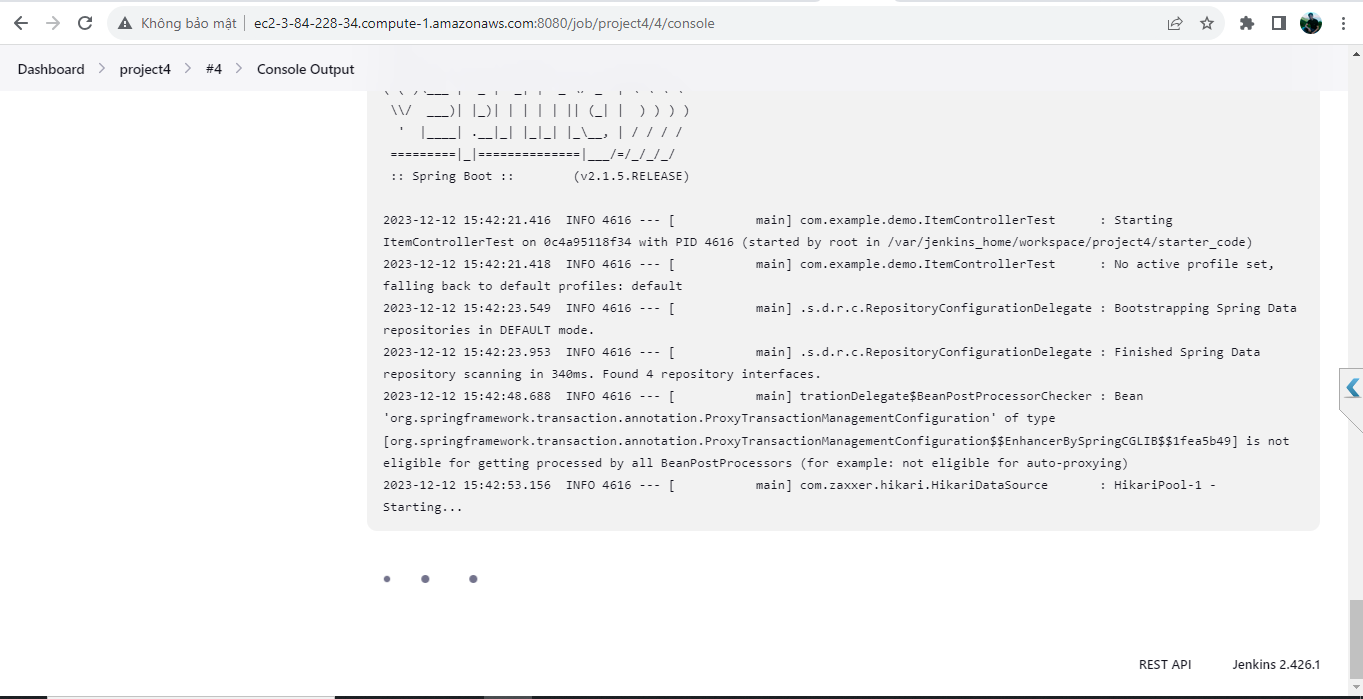 Không bảo mật ec2-3-84-228-34.compute-1.amazonaws.com:8080/job/project4/4/console
Dashboard project4 #4 Console Output
\\/  ___)| |_)| | | | | || (_| |  ) ) ) )
'  |____| .__|_| |_|_| |_\__, | / / / /
=========|_|==============|___/=/_/_/_/
:: Spring Boot ::        (v2.1.5.RELEASE)
2023-12-12 15:42:21.416  INFO 4616 --- [           main] com.example.demo.ItemControllerTest      : Starting
ItemControllerTest on 0c4a95118f34 with PID 4616 (started by root in /var/jenkins_home/workspace/project4/starter_code)
2023-12-12 15:42:21.418  INFO 4616 --- [           main] com.example.demo.ItemControllerTest      : No active profile set,
falling back to default profiles: default
2023-12-12 15:42:23.549  INFO 4616 --- [           main] .s.d.r.c.RepositoryConfigurationDelegate : Bootstrapping Spring Data
repositories in DEFAULT mode.
2023-12-12 15:42:23.953  INFO 4616 --- [           main] .s.d.r.c.RepositoryConfigurationDelegate : Finished Spring Data
repository scanning in 340ms. Found 4 repository interfaces.
2023-12-12 15:42:48.688  INFO 4616 --- [           main] trationDelegate$BeanPostProcessorChecker : Bean
'org.springframework.transaction.annotation.ProxyTransactionManagementConfiguration' of type
[org.springframework.transaction.annotation.ProxyTransactionManagementConfiguration$$EnhancerBySpringCGLIB$$1fea5b49] is not
eligible for getting processed by all BeanPostProcessors (for example: not eligible for auto-proxying)
2023-12-12 15:42:53.156  INFO 4616 --- [           main] com.zaxxer.hikari.HikariDataSource       : HikariPool-1 -
Starting...
REST API Jenkins 2.426.1